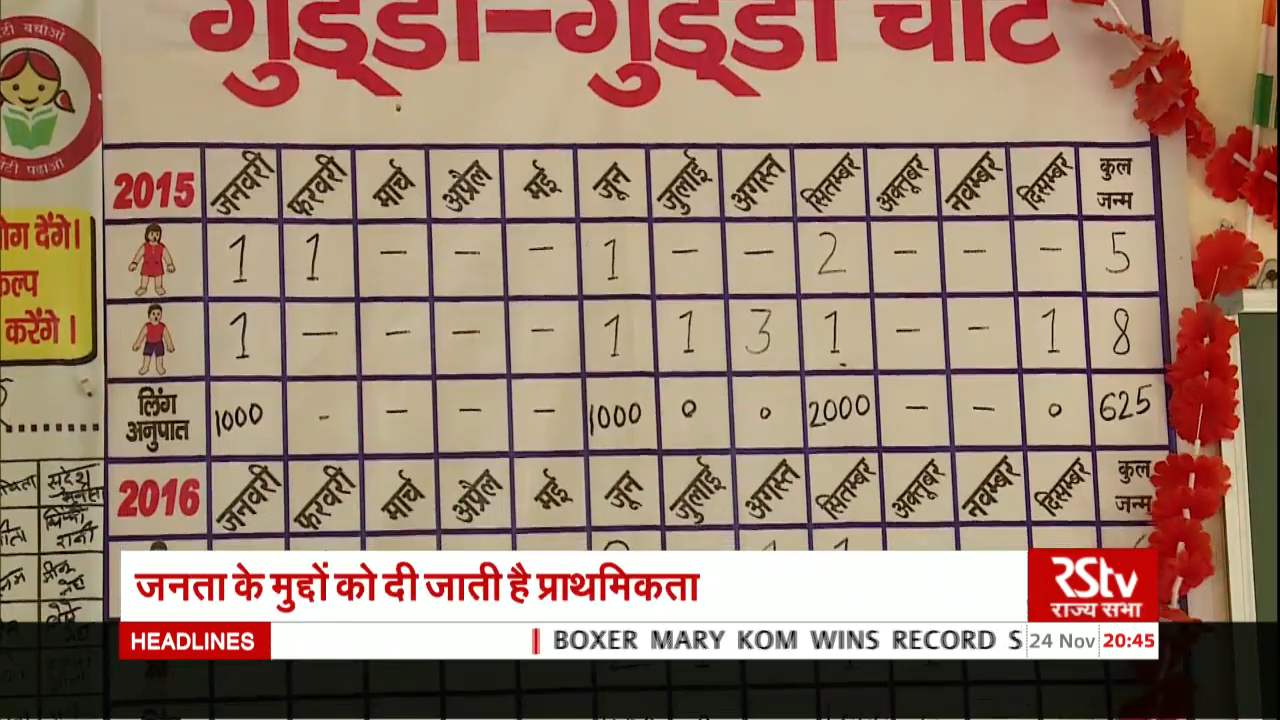 गुड्डी-गुड्डा चार्ट
बेटी बचाओ
बेटी पढ़ाओ
देंगे।
करेंगे।
2015 जनवरी फरवरी मार्च अप्रैल मई जून जुलाई अगस्त सितम्बर अक्तूबर नवम्बर दिसम्बर कुल जन्म
1 1 – – – 1 – – 2 – – – 5
1 – – – – 1 1 3 1 – – 1 8
लिंग अनुपात 1000 - – – – 1000 0 0 2000 – – 0 625
2016 जनवरी फरवरी मार्च अप्रैल मई जून जुलाई अगस्त सितम्बर अक्तूबर नवम्बर दिसम्बर कुल जन्म
जनता के मुद्दों को दी जाती है प्राथमिकता
RStv
राज्य सभा
HEADLINES BOXER MARY KOM WINS RECORD S 24 Nov 20:45